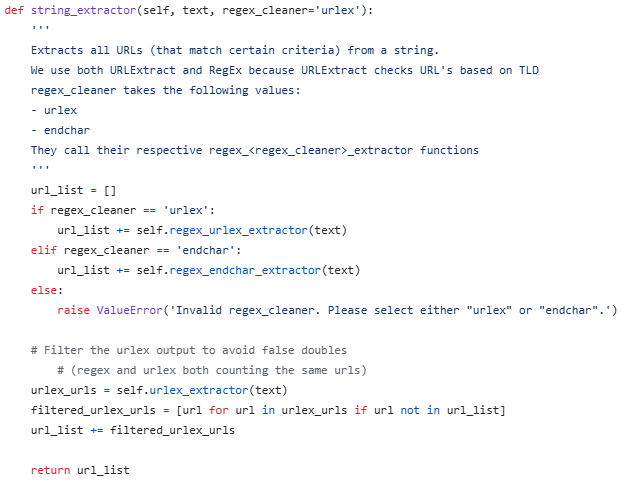 def string_extractor(self, text, regex_cleaner='urlex'):
    '''
    Extracts all URLs (that match certain criteria) from a string.
    We use both URLExtract and RegEx because URLExtract checks URL's based on TLD
    regex_cleaner takes the following values:
    - urlex
    - endchar
    They call their respective regex_<regex_cleaner>_extractor functions
    '''
    url_list = []
    if regex_cleaner == 'urlex':
        url_list += self.regex_urlex_extractor(text)
    elif regex_cleaner == 'endchar':
        url_list += self.regex_endchar_extractor(text)
    else:
        raise ValueError('Invalid regex_cleaner. Please select either "urlex" or "endchar".')

    # Filter the urlex output to avoid false doubles
        # (regex and urlex both counting the same urls)
    urlex_urls = self.urlex_extractor(text)
    filtered_urlex_urls = [url for url in urlex_urls if url not in url_list]
    url_list += filtered_urlex_urls

    return url_list